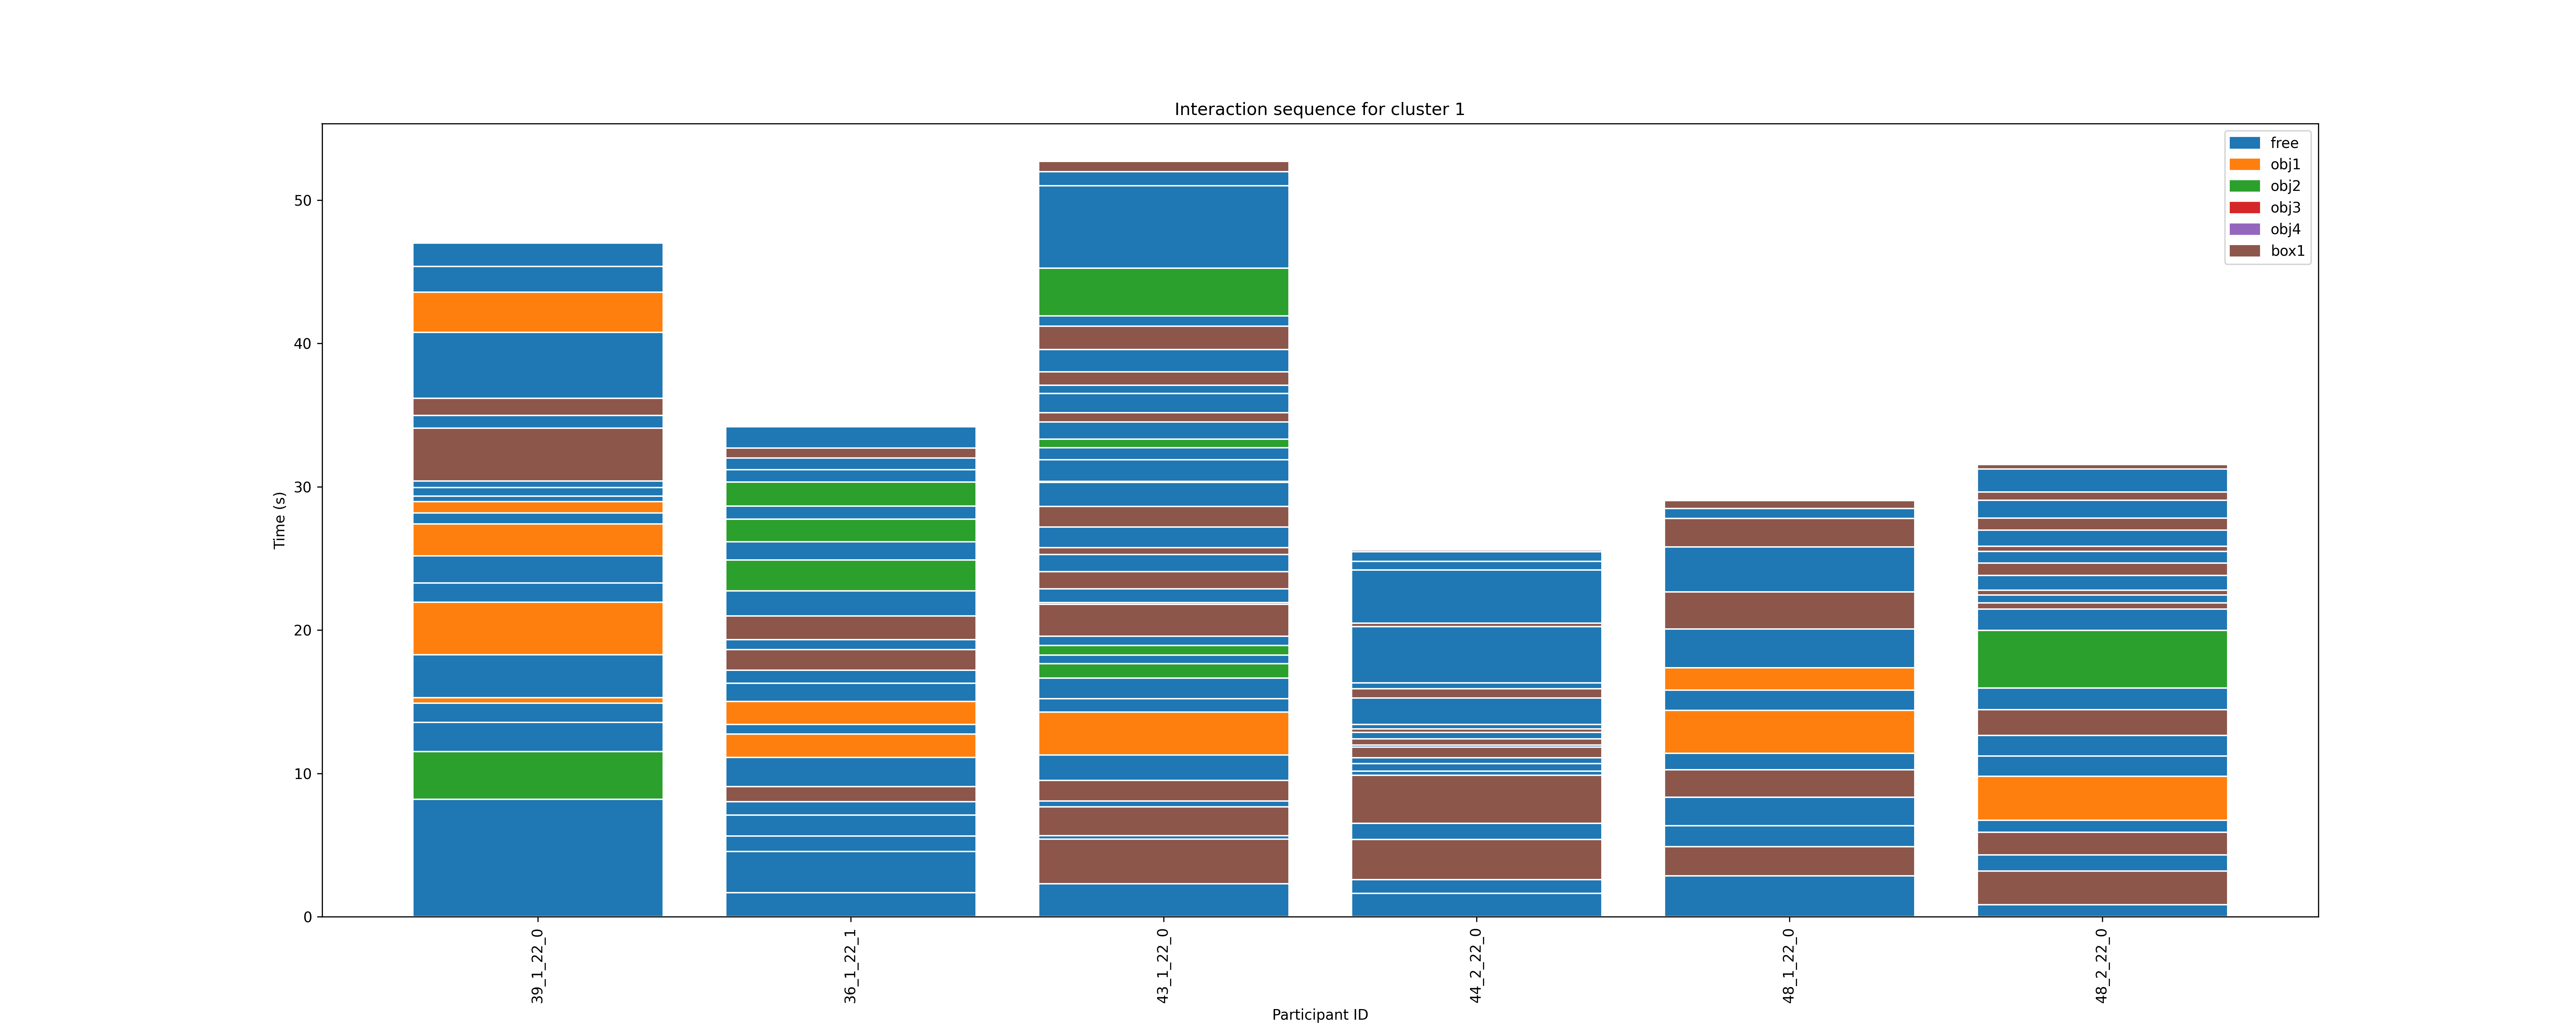 Interaction sequence for cluster 1
free
obj1
obj2
obj3
obj4
box1
50
40
30
20
10
0
Time (s)
39_1_22_0
36_1_22_1
43_1_22_0
44_2_22_0
48_1_22_0
48_2_22_0
Participant ID